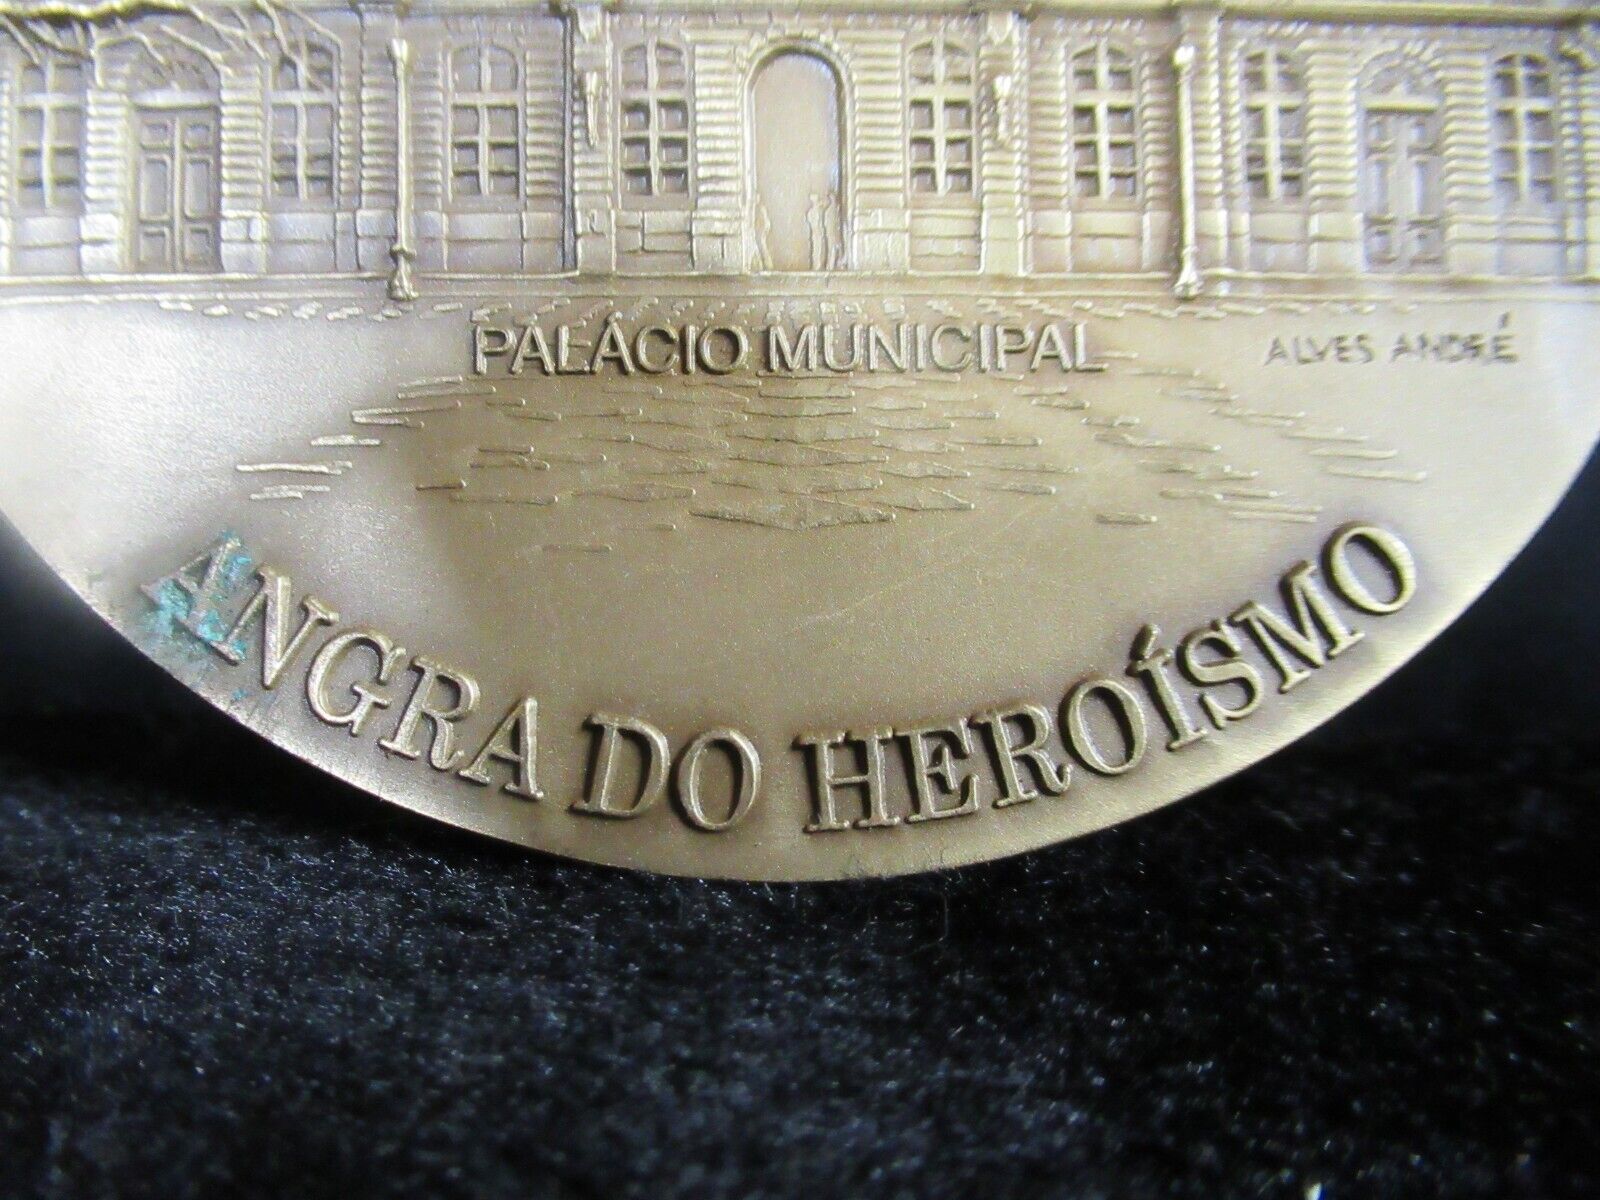 PALÁCIO MUNICIPAL
ALVES ANDRÉ
ANGRA DO HEROÍSMO